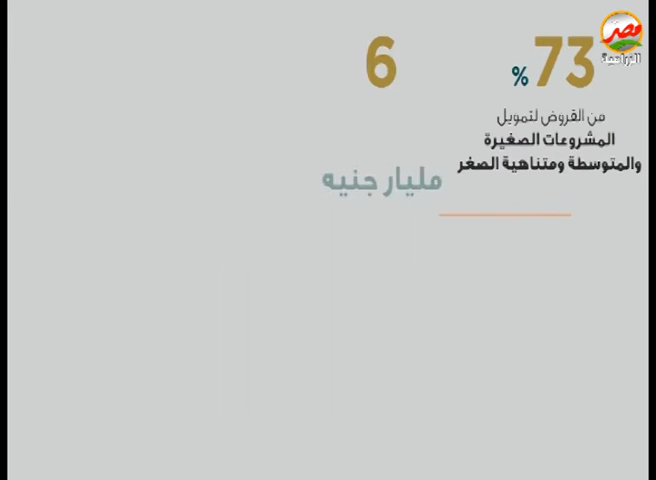 مصر
الزراعية
73%
من القروض لتمويل
المشروعات الصغيرة
والمتوسطة ومتناهية الصغر
6
مليار جنيه